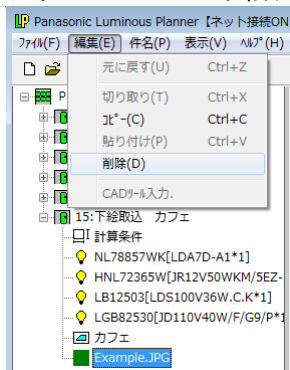 Panasonic Luminous Planner【ネット接続ON
ﾌｧｲﾙ(F) 編集(E) 件名(P) 表示(V) ﾍﾙﾌﾟ(H)
元に戻す(U) Ctrl+Z
切り取り(T) Ctrl+X
ｺﾋﾟｰ(C) Ctrl+C
貼り付け(P) Ctrl+V
削除(D)
CADﾂｰﾙ入力.
15:下絵取込 カフェ
計算条件
NL78857WK[LDA7D-A1*1]
HNL72365W[JR12V50WKM/5EZ-
LB12503[LDS100V36W.C.K*1]
LGB82530[JD110V40W/F/G9/P*1
カフェ
Example.JPG